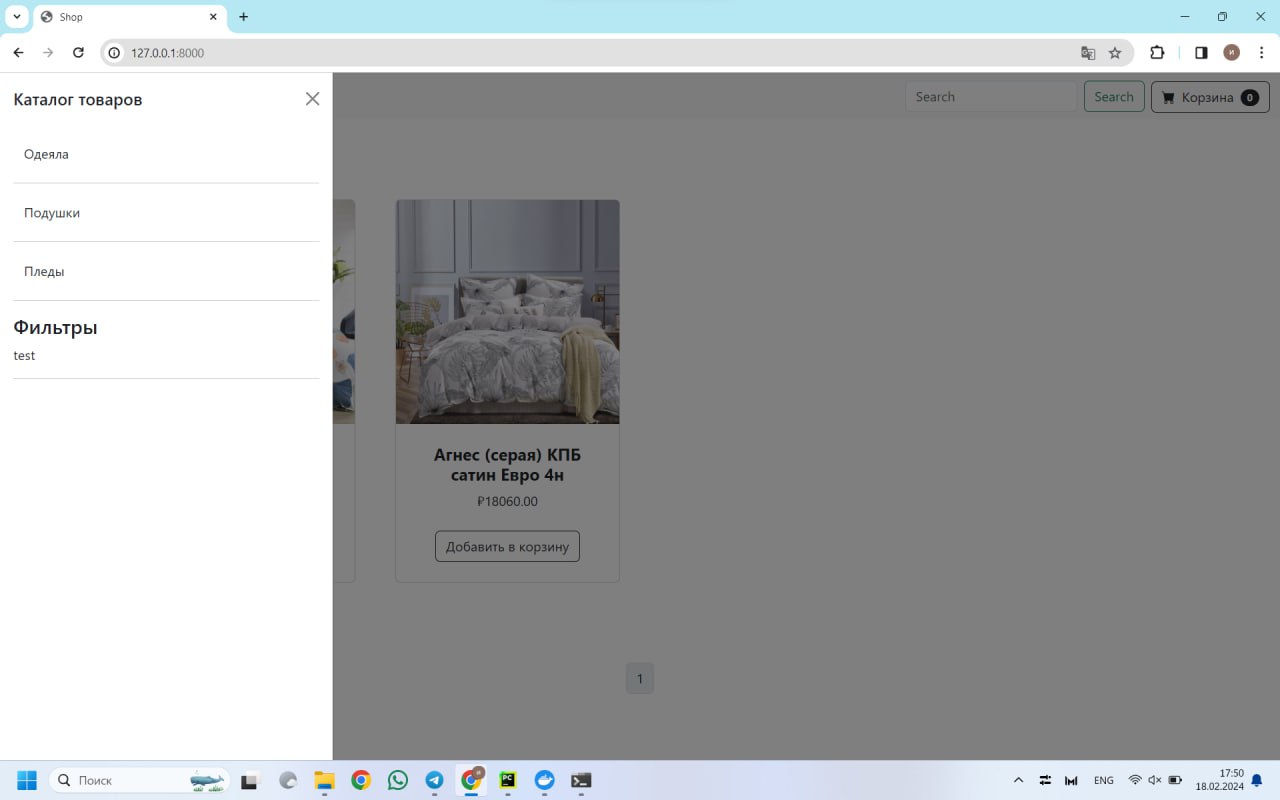 Shop
127.0.0.1:8000
И
Каталог товаров
Search
Search
Корзина 0
Одеяла
Подушки
Пледы
Фильтры
test
Агнес (серая) КПБ
сатин Евро 4н
₽18060.00
Добавить в корзину
1
Поиск
И
PC
ENG
17:50
18.02.2024